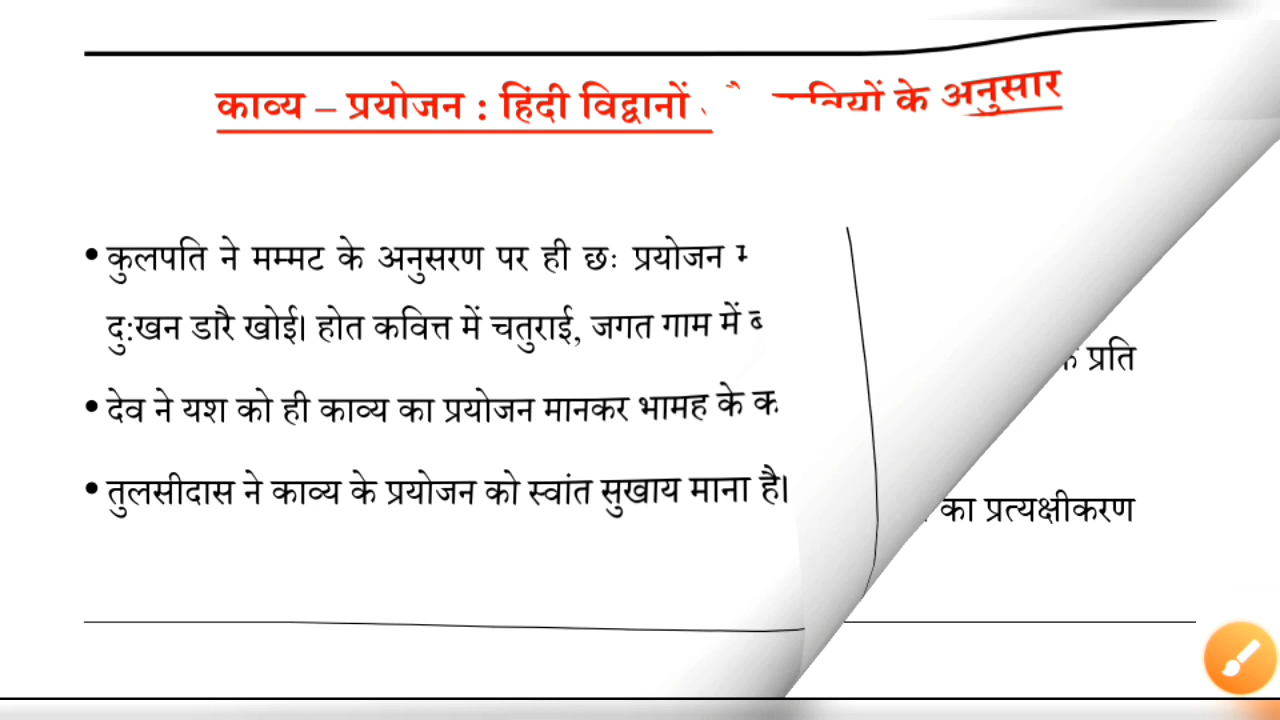 काव्य – प्रयोजन : हिंदी विद्वानों के अनुसार
• कुलपति ने मम्मट के अनुसरण पर ही छः प्रयोजन
दुःखन डारै खोई। होत कवित्त में चतुराई, जगत गाम में
प्रति
• देव ने यश को ही काव्य का प्रयोजन मानकर भामह के
• तुलसीदास ने काव्य के प्रयोजन को स्वांत सुखाय माना है।
का प्रत्यक्षीकरण